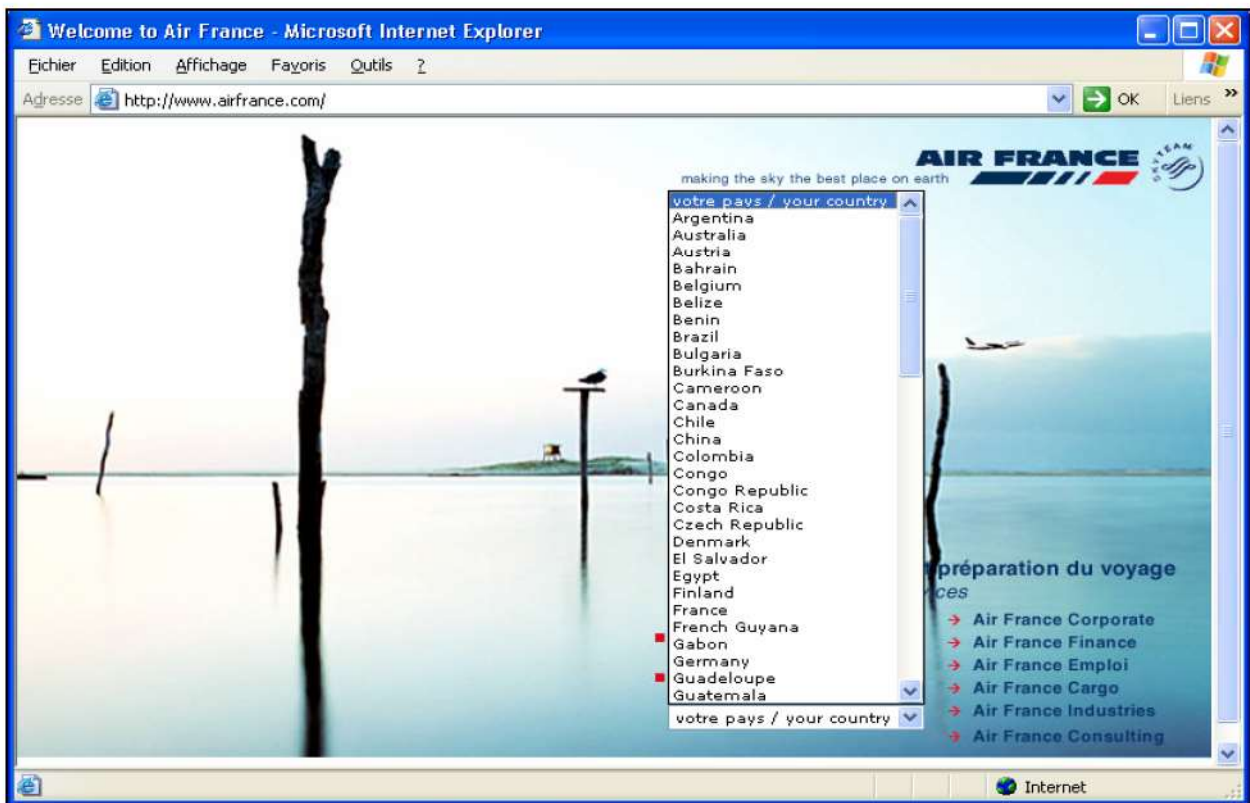 Welcome to Air France - Microsoft Internet Explorer
Fichier Edition Affichage Favoris Outils ?
Adresse http://www.airfrance.com/ OK Liens »
AIR FRANCE
SKYTEAM
making the sky the best place on earth
votre pays / your country
Argentina
Australia
Austria
Bahrain
Belgium
Belize
Benin
Brazil
Bulgaria
Burkina Faso
Cameroon
Canada
Chile
China
Colombia
Congo
Congo Republic
Costa Rica
Czech Republic
Denmark
El Salvador
Egypt
Finland
France
French Guyana
Gabon
Germany
Guadeloupe
Guatemala
votre pays / your country
préparation du voyage
ces
Air France Corporate
Air France Finance
Air France Emploi
Air France Cargo
Air France Industries
Air France Consulting
Internet